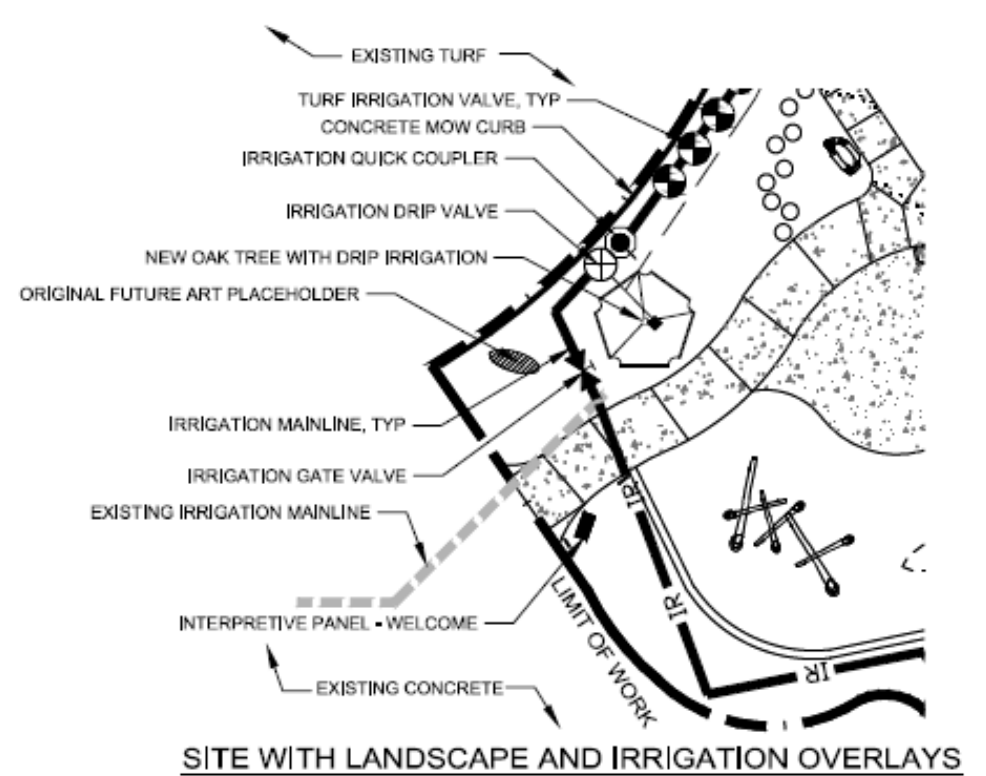 EXISTING TURF
TURF IRRIGATION VALVE, TYP
CONCRETE MOW CURB
IRRIGATION QUICK COUPLER
IRRIGATION DRIP VALVE
NEW OAK TREE WITH DRIP IRRIGATION
ORIGINAL FUTURE ART PLACEHOLDER
IRRIGATION MAINLINE, TYP
IRRIGATION GATE VALVE
EXISTING IRRIGATION MAINLINE
INTERPRETIVE PANEL - WELCOME
EXISTING CONCRETE
LIMIT OF WORK
IR
IR
IR
SITE WITH LANDSCAPE AND IRRIGATION OVERLAYS